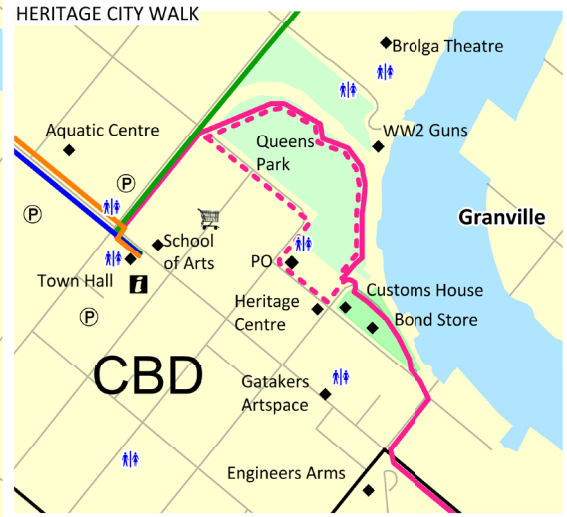 HERITAGE CITY WALK
Brolga Theatre
Aquatic Centre
WW2 Guns
Queens
Park
P
P
Granville
School
of Arts
PO
Town Hall
i
Customs House
Heritage
Centre
Bond Store
P
CBD
Gatakers
Artspace
Engineers Arms